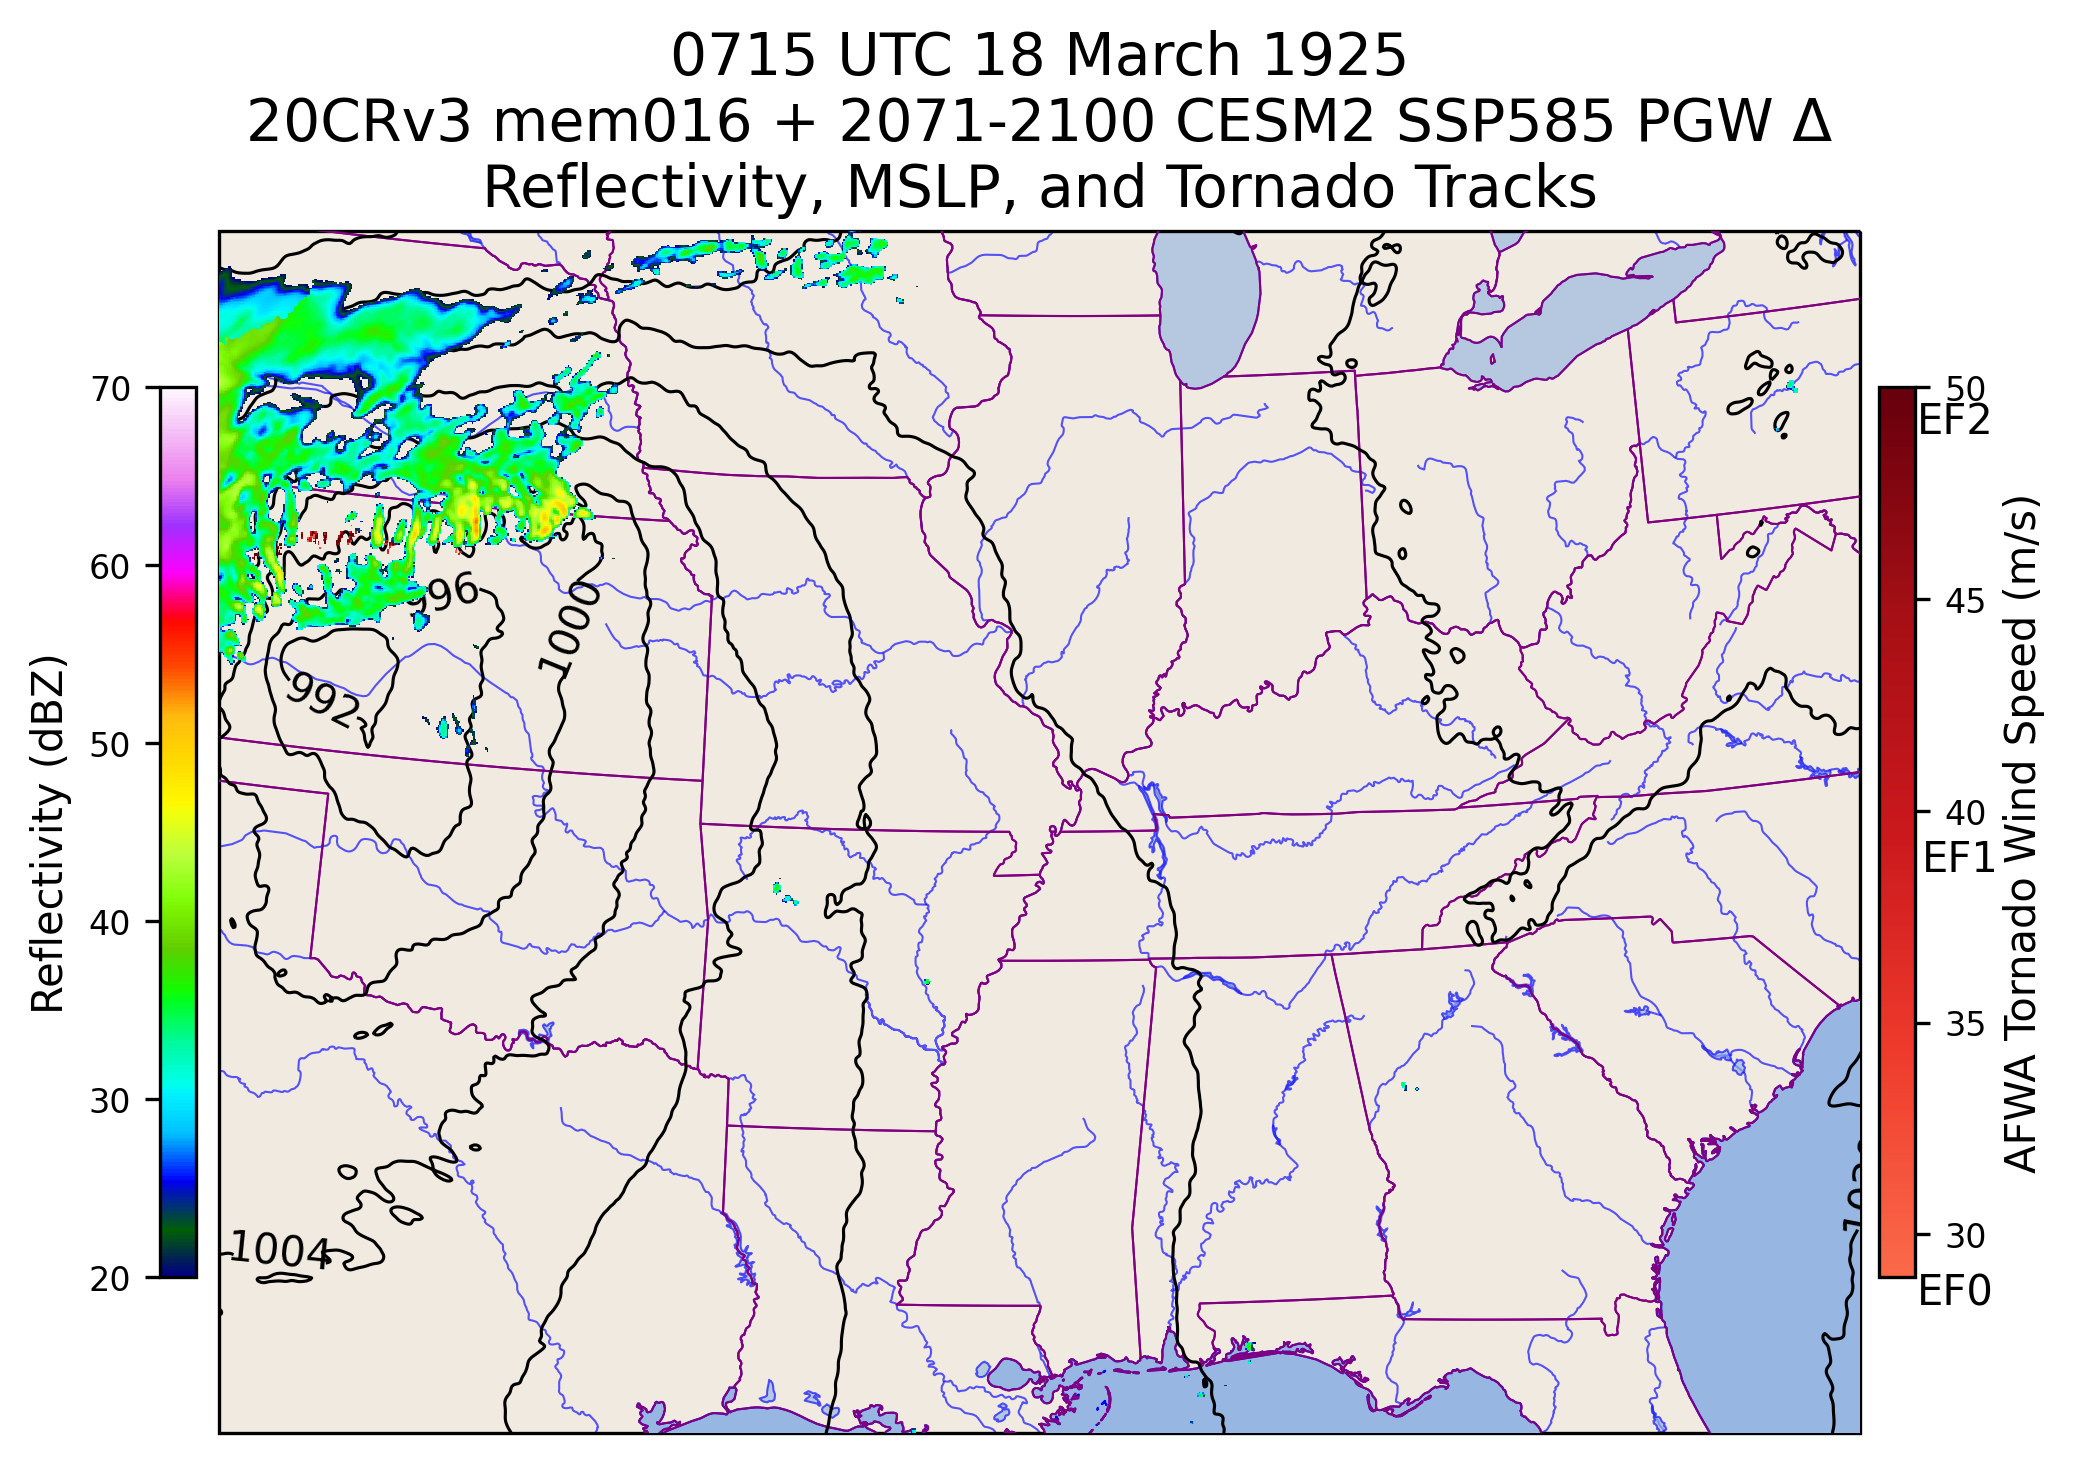 0715 UTC 18 March 1925
20CRv3 mem016 + 2071-2100 CESM2 SSP585 PGW Δ
Reflectivity, MSLP, and Tornado Tracks
70
60
50
40
30
20
Reflectivity (dBZ)
996
1000
992
1004
50
EF2
45
40
EF1
35
30
EF0
AFWA Tornado Wind Speed (m/s)